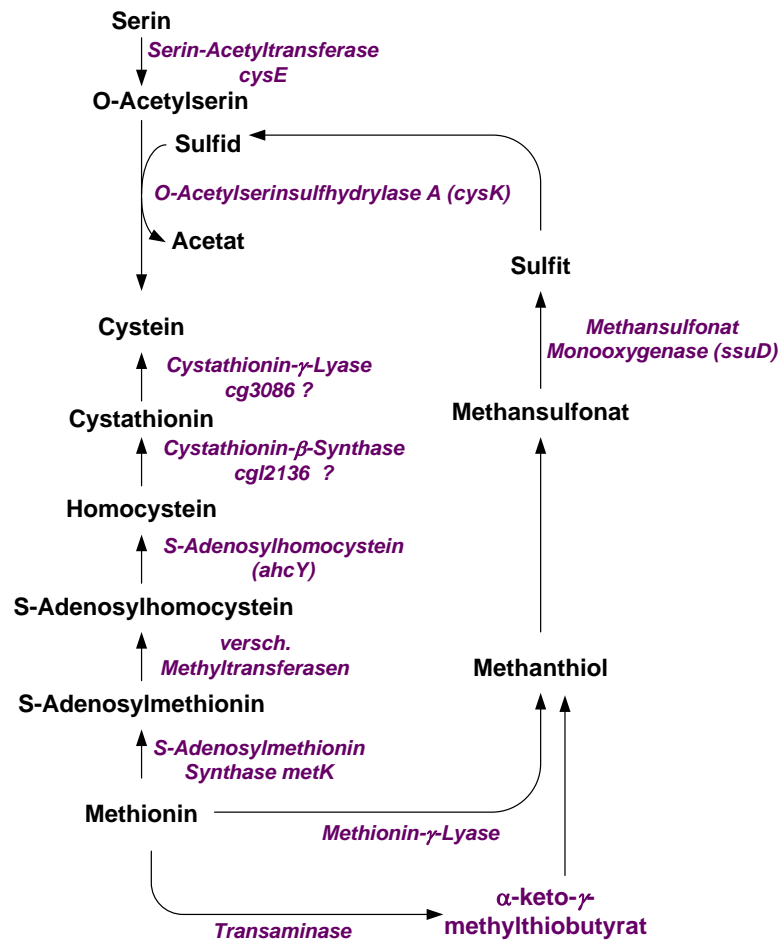 Serin
Serin-Acetyltransferase
cysE
O-Acetylserin
Sulfid
O-Acetylserinsulfhydrylase A (cysK)
Acetat
Sulfit
Cystein
Methansulfonat
Monooxygenase (ssuD)
Cystathionin-γ-Lyase
cg3086 ?
Cystathionin
Methansulfonat
Cystathionin-β-Synthase
cgl2136 ?
Homocystein
S-Adenosylhomocystein
(ahcY)
S-Adenosylhomocystein
versch.
Methyltransferasen
Methanthiol
S-Adenosylmethionin
S-Adenosylmethionin
Synthase metK
Methionin
Methionin-γ-Lyase
α-keto-γ-
methylthiobutyrat
Transaminase